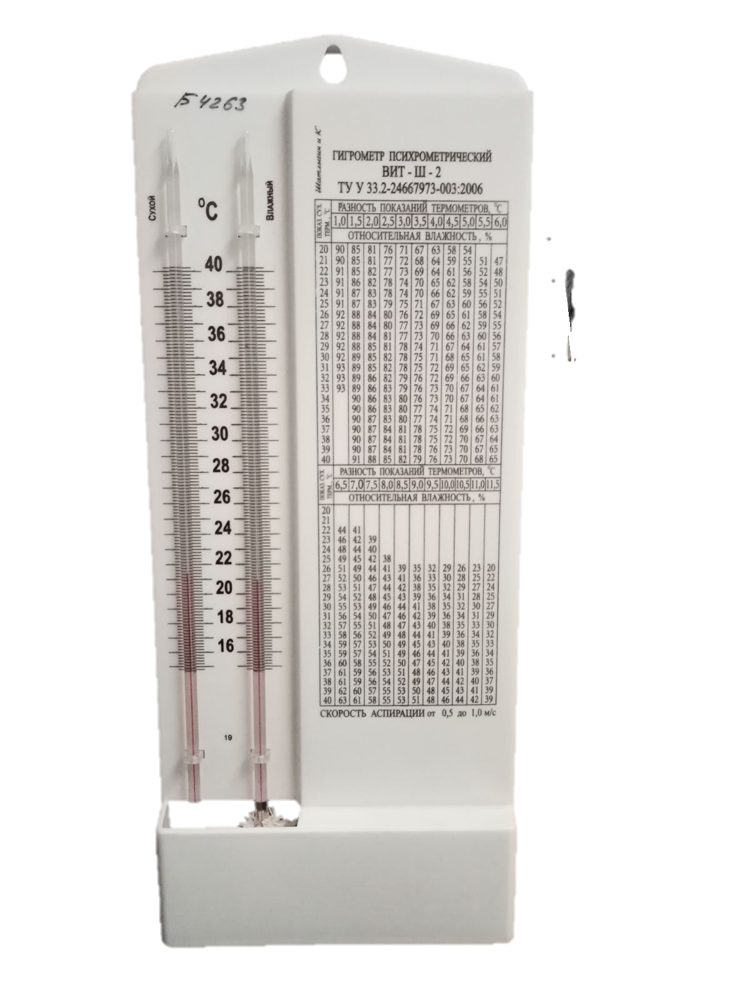 Б 4263
Сухой
°C
Влажный
40
38
36
34
32
30
28
26
24
22
20
18
16
19
Шатлыгин и К
ГИГРОМЕТР ПСИХРОМЕТРИЧЕСКИЙ
ВИТ - Ш - 2
ТУ У 33.2-24667973-003:2006
ПОКАЗ. СУХ. ТЕРМ., °C
РАЗНОСТЬ ПОКАЗАНИЙ ТЕРМОМЕТРОВ, °C
1,0 1,5 2,0 2,5 3,0 3,5 4,0 4,5 5,0 5,5 6,0
ОТНОСИТЕЛЬНАЯ ВЛАЖНОСТЬ, %
20 90 85 81 76 71 67 63 58 54
21 90 85 81 77 72 68 64 59 55 51 47
22 91 85 82 77 73 69 64 61 56 52 48
23 91 86 82 78 74 70 65 62 58 54 50
24 91 87 83 78 74 70 66 62 59 55 51
25 91 87 83 79 75 71 67 63 60 56 52
26 92 88 84 80 76 72 69 65 61 58 54
27 92 88 84 80 77 73 69 66 62 59 55
28 92 88 84 81 77 73 70 66 63 60 56
29 92 88 85 81 78 74 71 67 64 61 57
30 92 89 85 82 78 75 71 68 65 61 58
31 93 89 85 82 78 75 72 69 65 62 59
32 93 89 86 82 79 76 72 69 66 63 60
33 93 89 86 83 79 76 73 70 67 64 61
34 90 86 83 80 76 73 70 67 64 61
35 90 86 83 80 77 74 71 68 65 62
36 90 87 83 80 77 74 71 68 66 63
37 90 87 84 81 78 75 72 69 66 63
38 90 87 84 81 78 75 72 70 67 64
39 90 87 84 81 78 76 73 70 67 65
40 91 88 85 82 79 76 73 70 68 65
ПОКАЗ. СУХ. ТЕРМ., °C
РАЗНОСТЬ ПОКАЗАНИЙ ТЕРМОМЕТРОВ, °C
6,5 7,0 7,5 8,0 8,5 9,0 9,5 10,0 10,5 11,0 11,5
ОТНОСИТЕЛЬНАЯ ВЛАЖНОСТЬ, %
20
21
22 44 41
23 46 42 39
24 48 44 40
25 49 45 42 38
26 51 49 44 41 39 35 32 29 26 23 20
27 52 50 46 43 41 36 33 30 28 25 22
28 53 51 47 44 42 38 35 32 29 27 24
29 54 52 48 45 43 39 36 34 31 28 25
30 55 53 49 46 44 41 38 35 32 30 27
31 56 54 50 47 46 42 39 36 34 31 29
32 57 55 51 48 47 43 40 38 35 33 30
33 58 56 52 49 48 44 41 39 36 34 32
34 59 57 53 50 49 45 43 40 38 35 33
35 59 57 54 51 49 46 44 41 39 36 34
36 60 58 55 52 50 47 45 42 40 38 35
37 61 59 56 53 51 48 46 43 41 39 36
38 61 59 56 54 52 49 47 44 42 40 37
39 62 60 57 55 53 50 48 45 43 41 39
40 63 61 58 55 53 51 48 46 44 42 39
СКОРОСТЬ АСПИРАЦИИ от 0,5 до 1,0 м/с